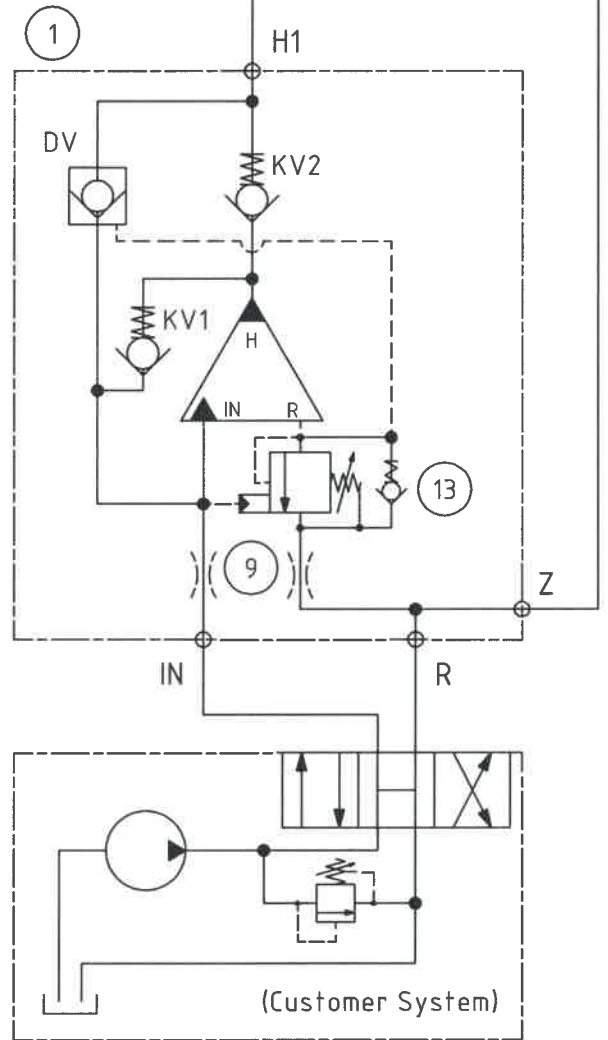 1
H1
DV
KV2
KV1
H
IN
R
13
9
Z
IN
R
(Customer System)